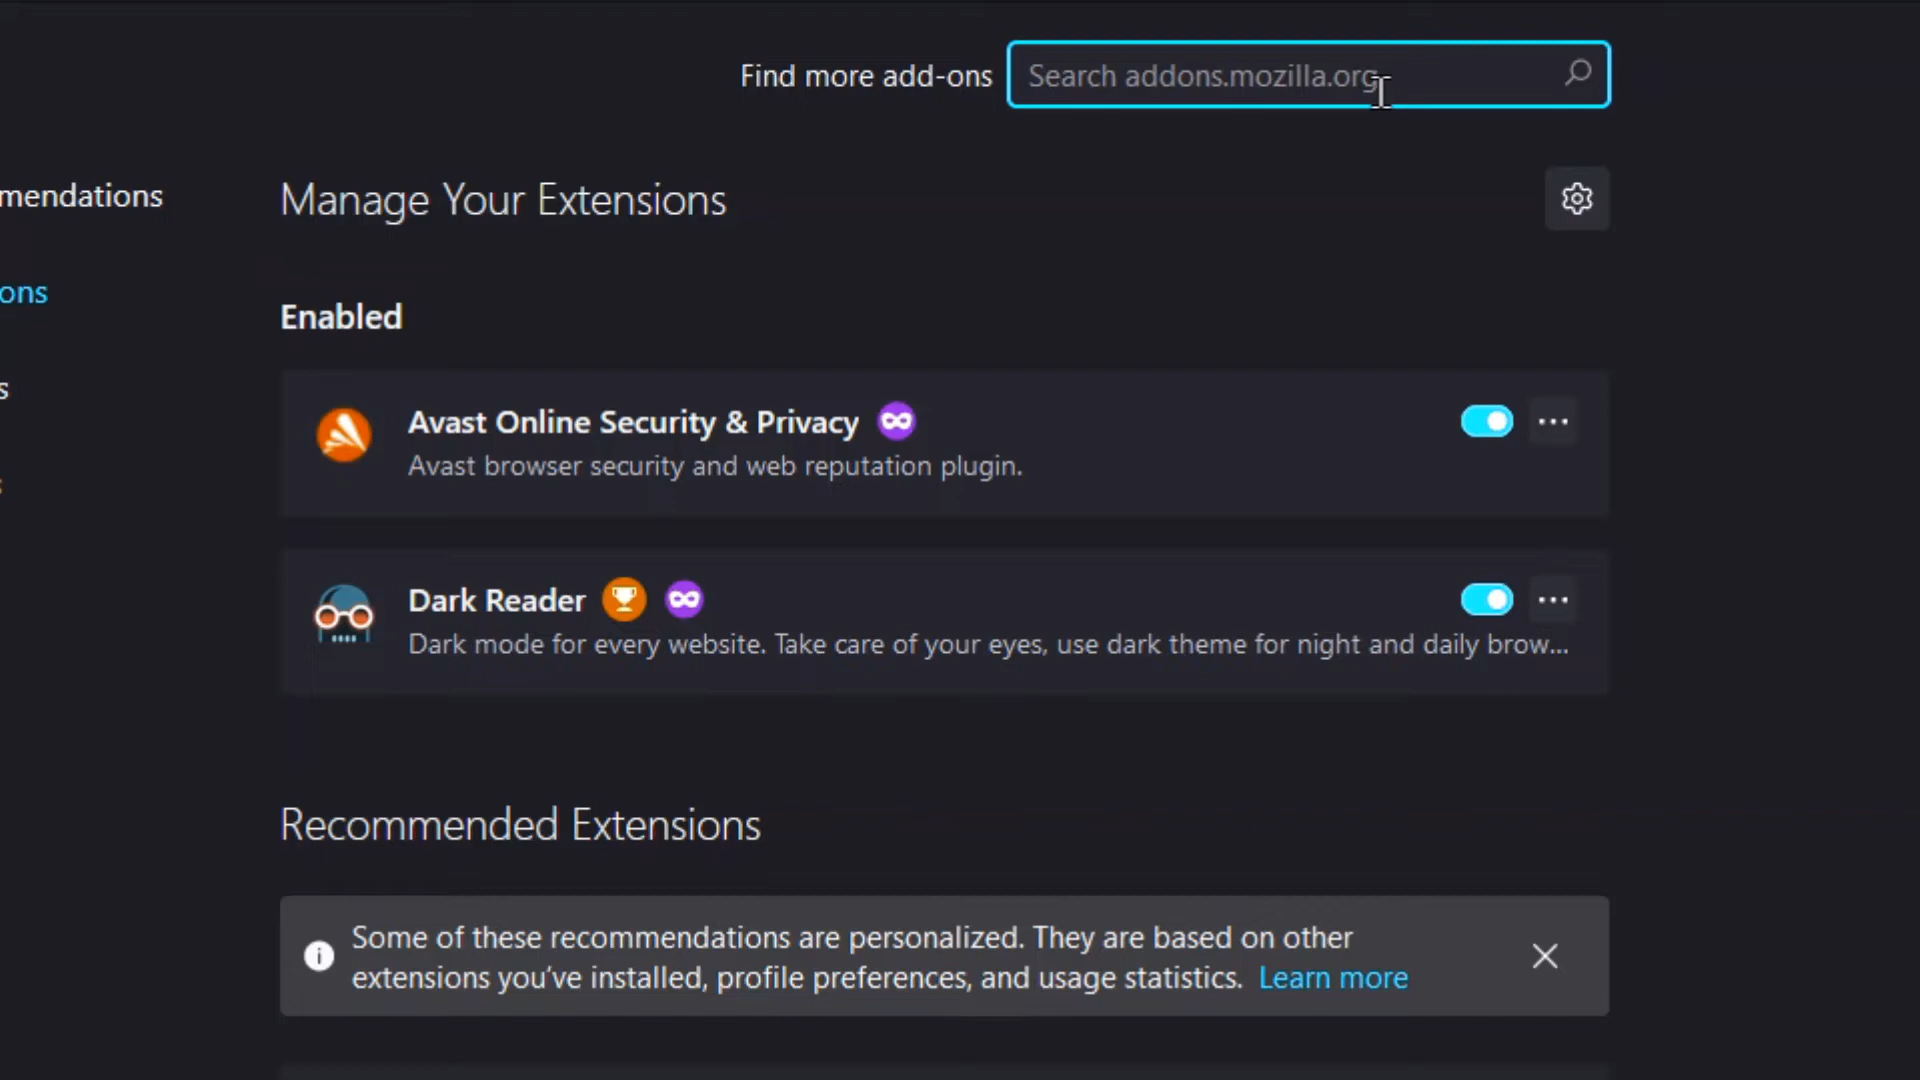 Find more add-ons
Search addons.mozilla.org
mendations
Manage Your Extensions
ons
Enabled
s
Avast Online Security & Privacy
Avast browser security and web reputation plugin.
Dark Reader
Dark mode for every website. Take care of your eyes, use dark theme for night and daily brow...
Recommended Extensions
Some of these recommendations are personalized. They are based on other
extensions you’ve installed, profile preferences, and usage statistics. Learn more